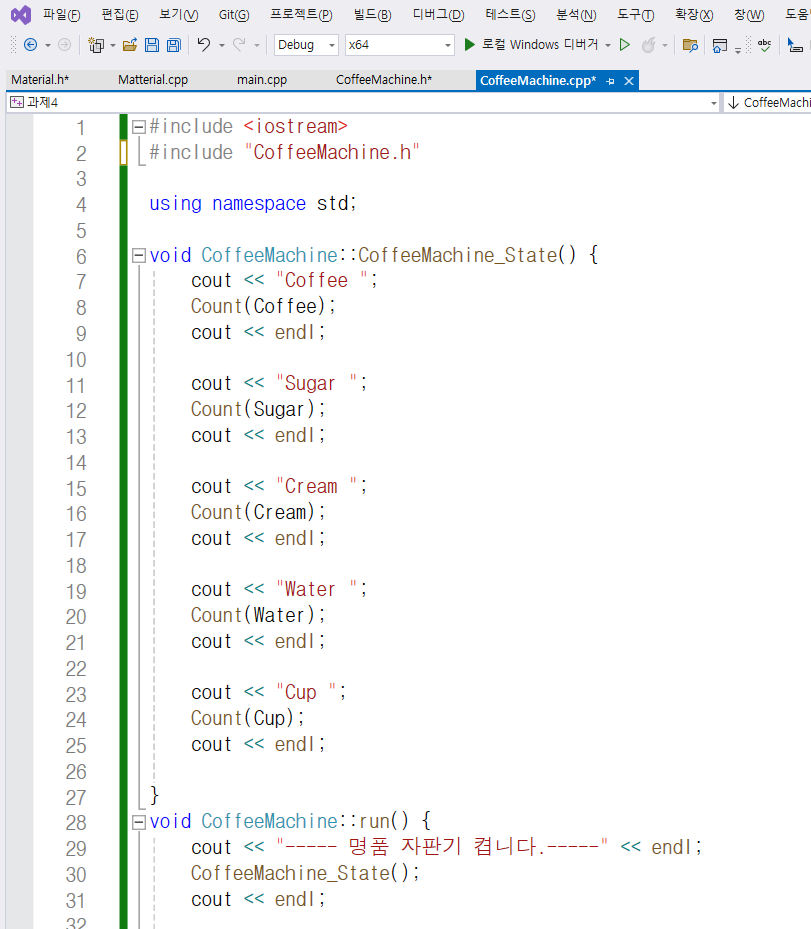 파일(F) 편집(E) 보기(V) Git(G) 프로젝트(P) 빌드(B) 디버그(D) 테스트(S) 분석(N) 도구(T) 확장(X) 창(W)
Debug x64 로컬 Windows 디버거
Material.h* Matterial.cpp main.cpp CoffeeMachine.h* CoffeeMachine.cpp*
과제4
1 #include <iostream>
2 #include "CoffeeMachine.h"
3
4 using namespace std;
5
6 void CoffeeMachine::CoffeeMachine_State() {
7 cout << "Coffee ";
8 Count(Coffee);
9 cout << endl;
10
11 cout << "Sugar ";
12 Count(Sugar);
13 cout << endl;
14
15 cout << "Cream ";
16 Count(Cream);
17 cout << endl;
18
19 cout << "Water ";
20 Count(Water);
21 cout << endl;
22
23 cout << "Cup ";
24 Count(Cup);
25 cout << endl;
26
27 }
28 void CoffeeMachine::run() {
29 cout << "----- 명품 자판기 켭니다.-----" << endl;
30 CoffeeMachine_State();
31 cout << endl;
32